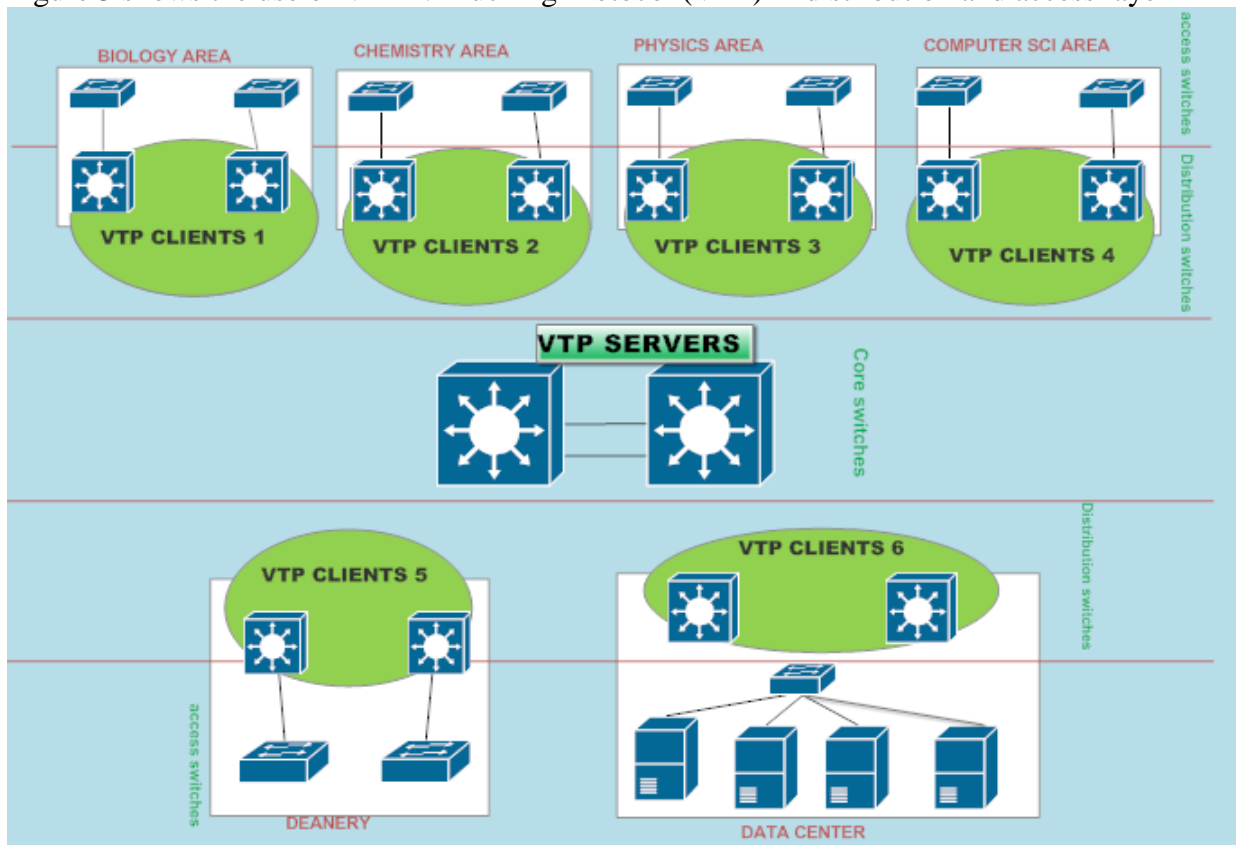 BIOLOGY AREA
CHEMISTRY AREA
PHYSICS AREA
COMPUTER SCI AREA
access switches
VTP CLIENTS 1
VTP CLIENTS 2
VTP CLIENTS 3
VTP CLIENTS 4
Distribution switches
VTP SERVERS
Core switches
VTP CLIENTS 5
VTP CLIENTS 6
Distribution switches
access switches
DEANERY
DATA CENTER